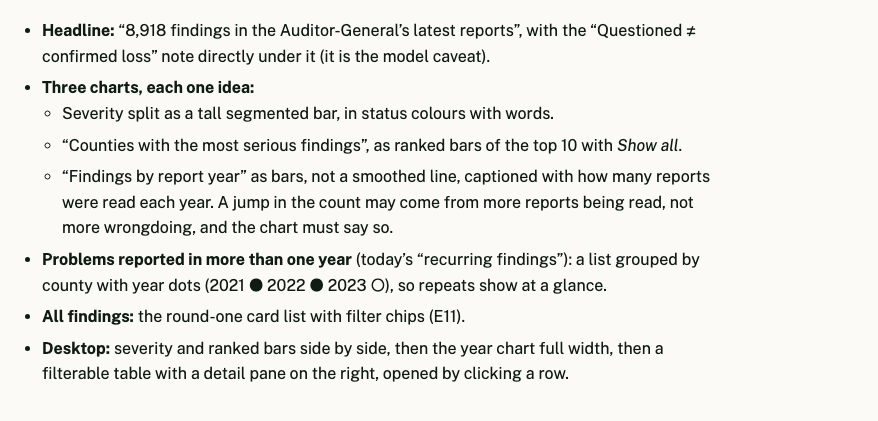 • Headline: “8,918 findings in the Auditor-General’s latest reports”, with the “Questioned ≠
confirmed loss” note directly under it (it is the model caveat).
• Three charts, each one idea:
◦ Severity split as a tall segmented bar, in status colours with words.
◦ “Counties with the most serious findings”, as ranked bars of the top 10 with Show all.
◦ “Findings by report year” as bars, not a smoothed line, captioned with how many reports
were read each year. A jump in the count may come from more reports being read, not
more wrongdoing, and the chart must say so.
• Problems reported in more than one year (today’s “recurring findings”): a list grouped by
county with year dots (2021 ● 2022 ● 2023 ○), so repeats show at a glance.
• All findings: the round-one card list with filter chips (E11).
• Desktop: severity and ranked bars side by side, then the year chart full width, then a
filterable table with a detail pane on the right, opened by clicking a row.